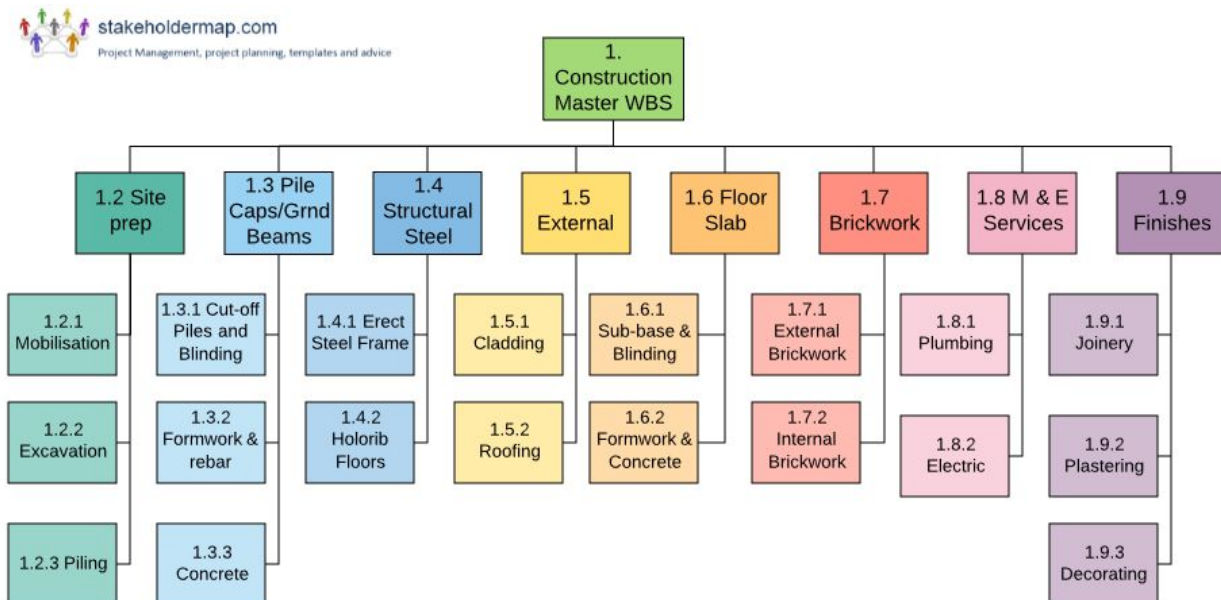 stakeholdermap.com
Project Management, project planning, templates and advice
1.
Construction
Master WBS
1.2 Site
prep
1.3 Pile
Caps/Grnd
Beams
1.4
Structural
Steel
1.5
External
1.6 Floor
Slab
1.7
Brickwork
1.8 M & E
Services
1.9
Finishes
1.2.1
Mobilisation
1.3.1 Cut-off
Piles and
Blinding
1.4.1 Erect
Steel Frame
1.5.1
Cladding
1.6.1
Sub-base &
Blinding
1.7.1
External
Brickwork
1.8.1
Plumbing
1.9.1
Joinery
1.2.2
Excavation
1.3.2
Formwork &
rebar
1.4.2
Holorib
Floors
1.5.2
Roofing
1.6.2
Formwork &
Concrete
1.7.2
Internal
Brickwork
1.8.2
Electric
1.9.2
Plastering
1.2.3 Piling
1.3.3
Concrete
1.9.3
Decorating